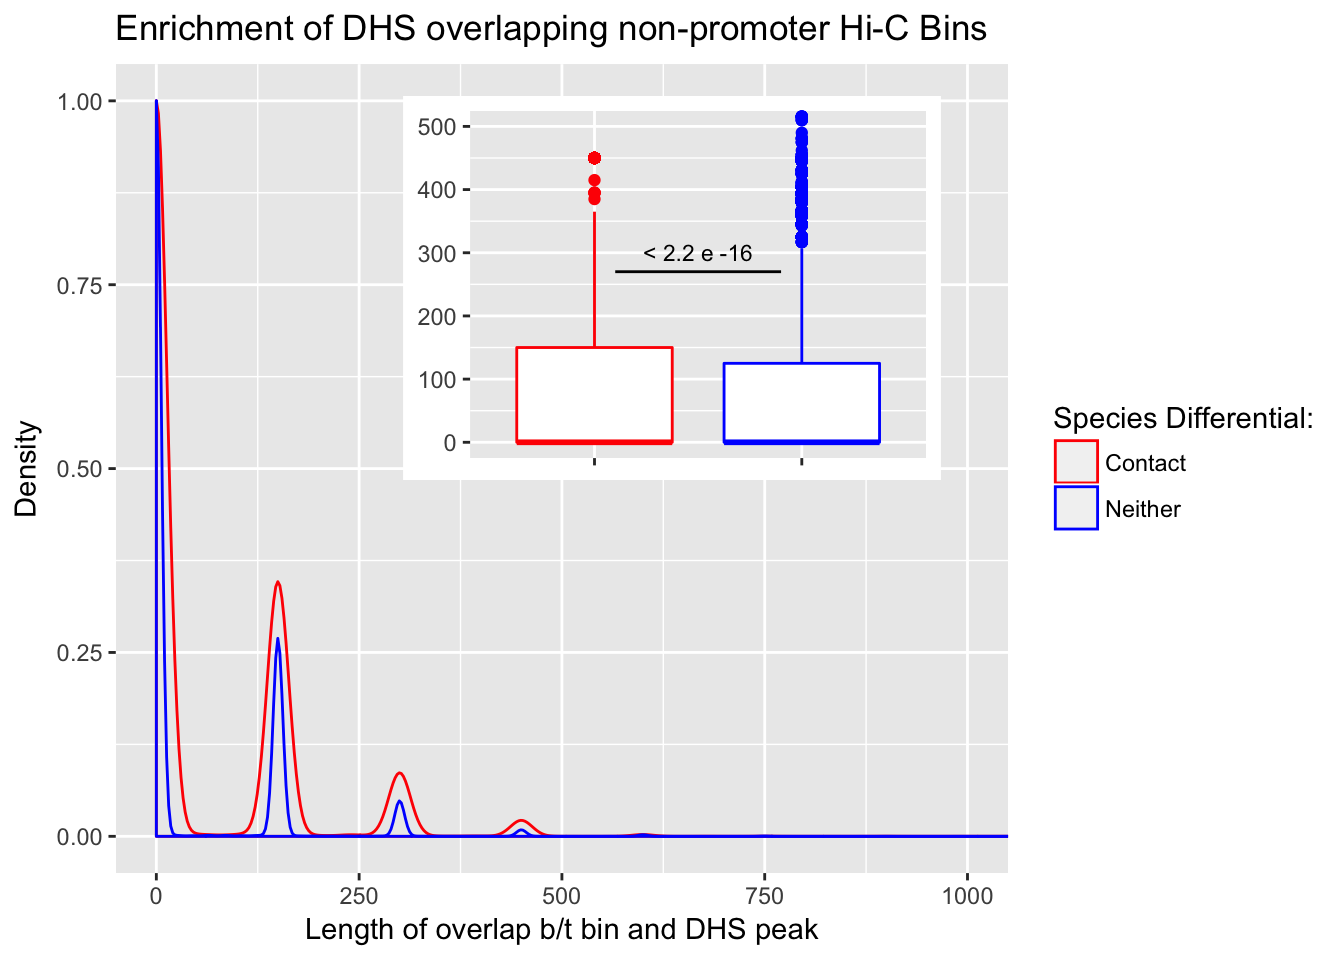 Enrichment of DHS overlapping non-promoter Hi-C Bins
Density
1.00
0.75
0.50
0.25
0.00
0 250 500 750 1000
Length of overlap b/t bin and DHS peak
500
400
300
200
100
0
< 2.2 e -16
Species Differential:
Contact
Neither